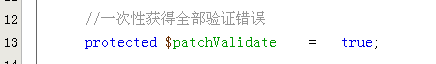 12 //一次性获得全部验证错误
13 protected $patchValidate = true;